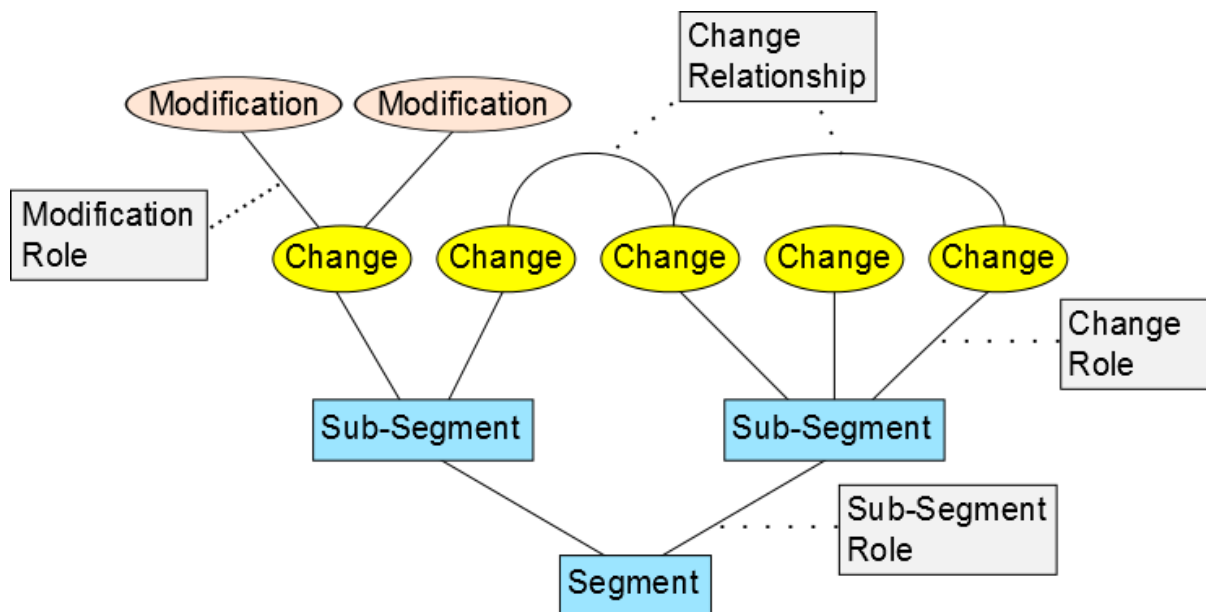 Change
Relationship
Modification
Modification
Modification
Role
Change
Change
Change
Change
Change
Change
Role
Sub-Segment
Sub-Segment
Sub-Segment
Role
Segment